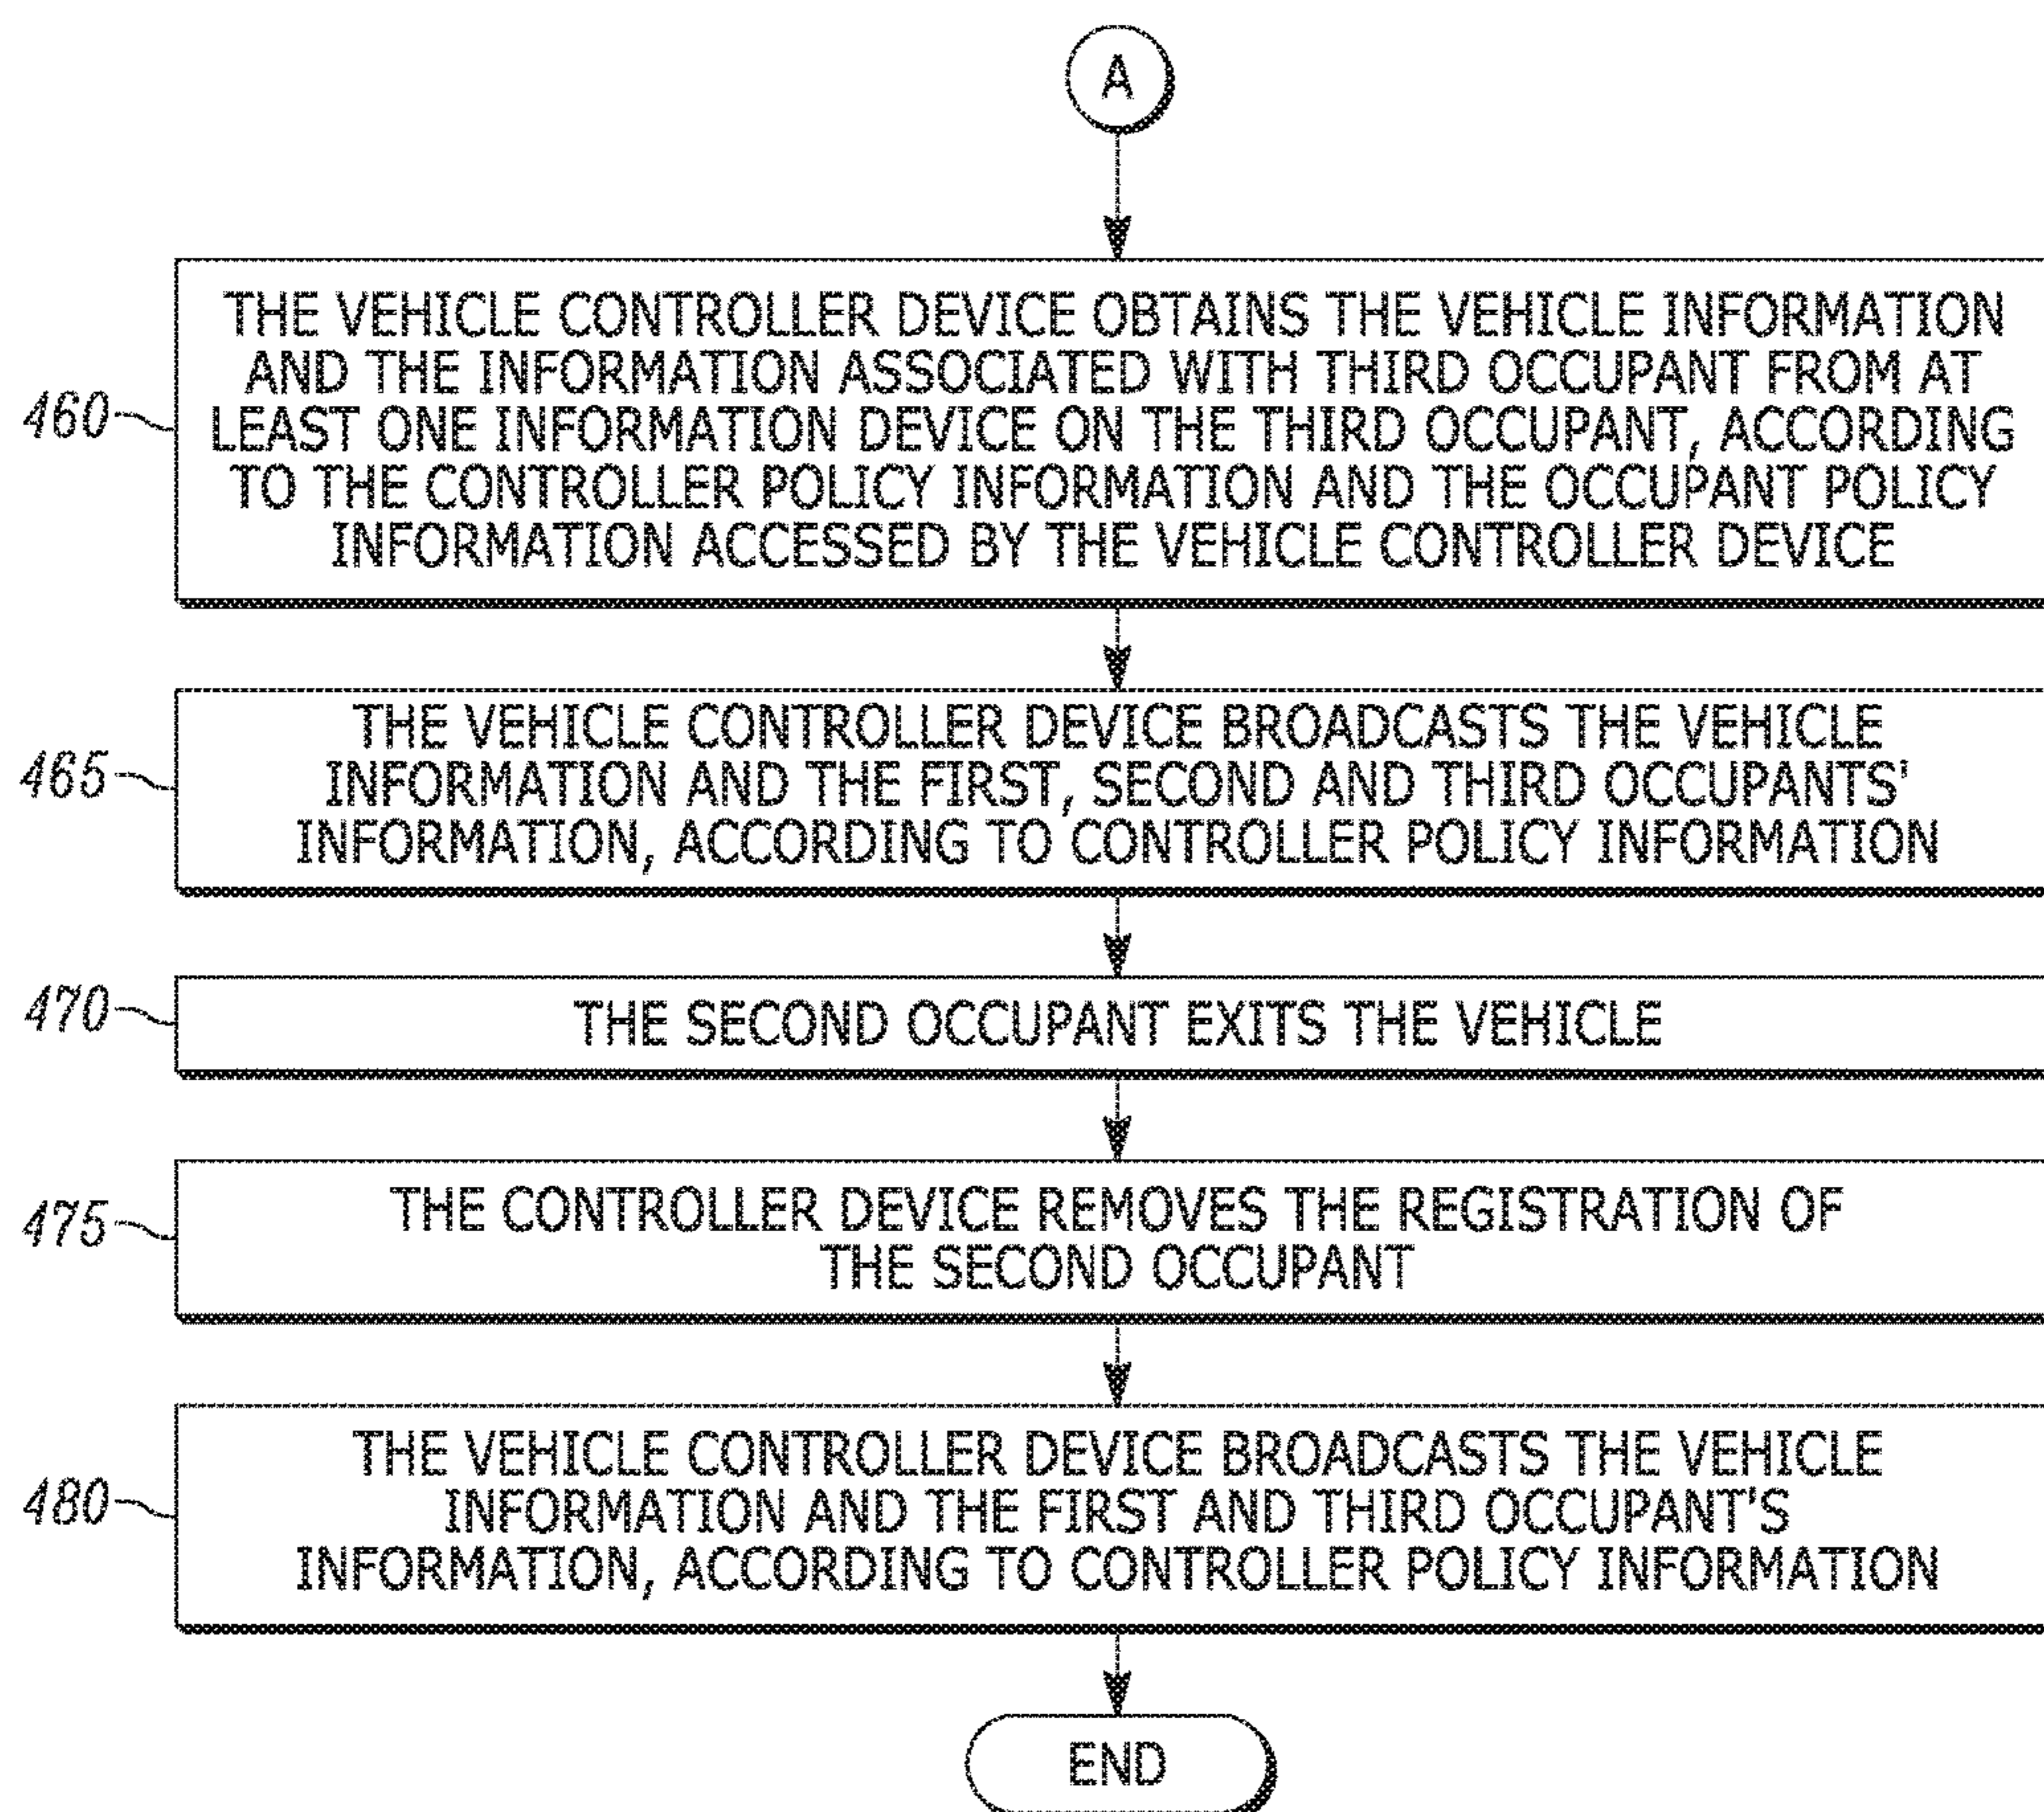 A
THE VEHICLE CONTROLLER DEVICE OBTAINS THE VEHICLE INFORMATION
AND THE INFORMATION ASSOCIATED WITH THIRD OCCUPANT FROM AT
460
LEAST ONE INFORMATION DEVICE ON THE THIRD OCCUPANT, ACCORDING
TO THE CONTROLLER POLICY INFORMATION AND THE OCCUPANT POLICY
INFORMATION ACCESSED BY THE VEHICLE CONTROLLER DEVICE
THE VEHICLE CONTROLLER DEVICE BROADCASTS THE VEHICLE
465
INFORMATION AND THE FIRST, SECOND AND THIRD OCCUPANTS'
INFORMATION, ACCORDING TO CONTROLLER POLICY INFORMATION
470
THE SECOND OCCUPANT EXITS THE VEHICLE
475
THE CONTROLLER DEVICE REMOVES THE REGISTRATION OF
THE SECOND OCCUPANT
THE VEHICLE CONTROLLER DEVICE BROADCASTS THE VEHICLE
480
INFORMATION AND THE FIRST AND THIRD OCCUPANT'S
INFORMATION, ACCORDING TO CONTROLLER POLICY INFORMATION
END